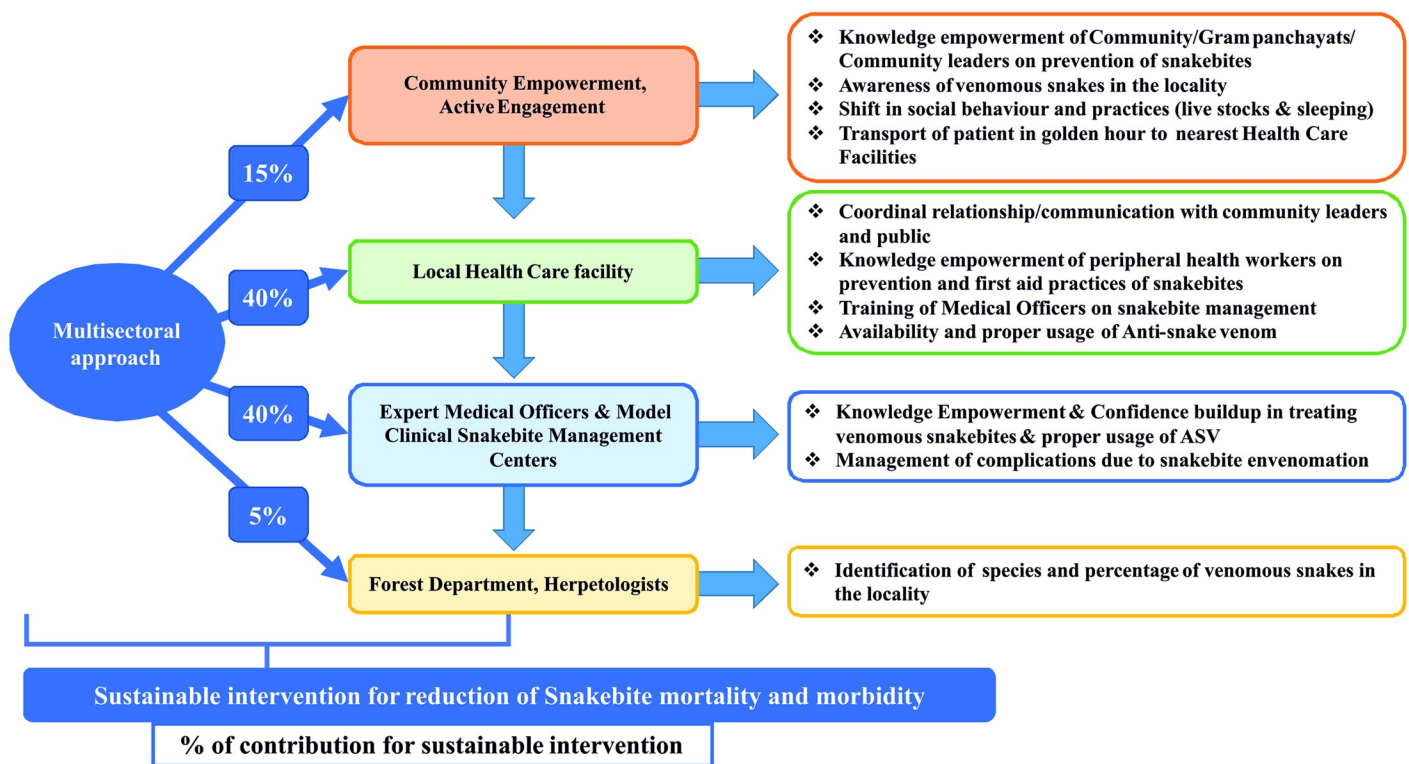 Multisectoral
approach
15%
40%
40%
5%
Community Empowerment,
Active Engagement
❖ Knowledge empowerment of Community/Gram panchayats/
Community leaders on prevention of snakebites
❖ Awareness of venomous snakes in the locality
❖ Shift in social behaviour and practices (live stocks & sleeping)
❖ Transport of patient in golden hour to nearest Health Care
Facilities
Local Health Care facility
❖ Coordinal relationship/communication with community leaders
and public
❖ Knowledge empowerment of peripheral health workers on
prevention and first aid practices of snakebites
❖ Training of Medical Officers on snakebite management
❖ Availability and proper usage of Anti-snake venom
Expert Medical Officers & Model
Clinical Snakebite Management
Centers
❖ Knowledge Empowerment & Confidence buildup in treating
venomous snakebites & proper usage of ASV
❖ Management of complications due to snakebite envenomation
Forest Department, Herpetologists
❖ Identification of species and percentage of venomous snakes in
the locality
Sustainable intervention for reduction of Snakebite mortality and morbidity
% of contribution for sustainable intervention